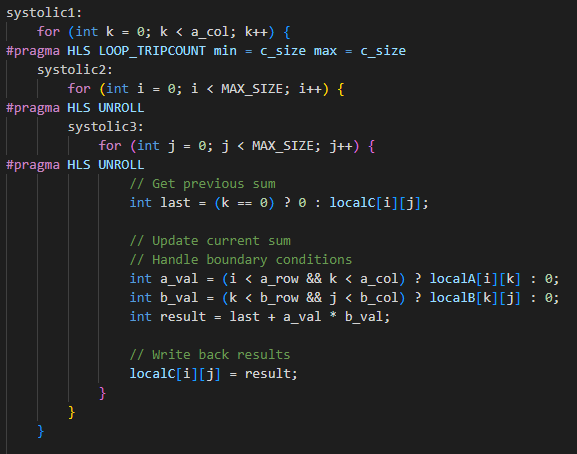 systolic1:
    for (int k = 0; k < a_col; k++) {
#pragma HLS LOOP_TRIPCOUNT min = c_size max = c_size
    systolic2:
        for (int i = 0; i < MAX_SIZE; i++) {
#pragma HLS UNROLL
        systolic3:
            for (int j = 0; j < MAX_SIZE; j++) {
#pragma HLS UNROLL
                // Get previous sum
                int last = (k == 0) ? 0 : localC[i][j];

                // Update current sum
                // Handle boundary conditions
                int a_val = (i < a_row && k < a_col) ? localA[i][k] : 0;
                int b_val = (k < b_row && j < b_col) ? localB[k][j] : 0;
                int result = last + a_val * b_val;

                // Write back results
                localC[i][j] = result;
            }
        }
    }